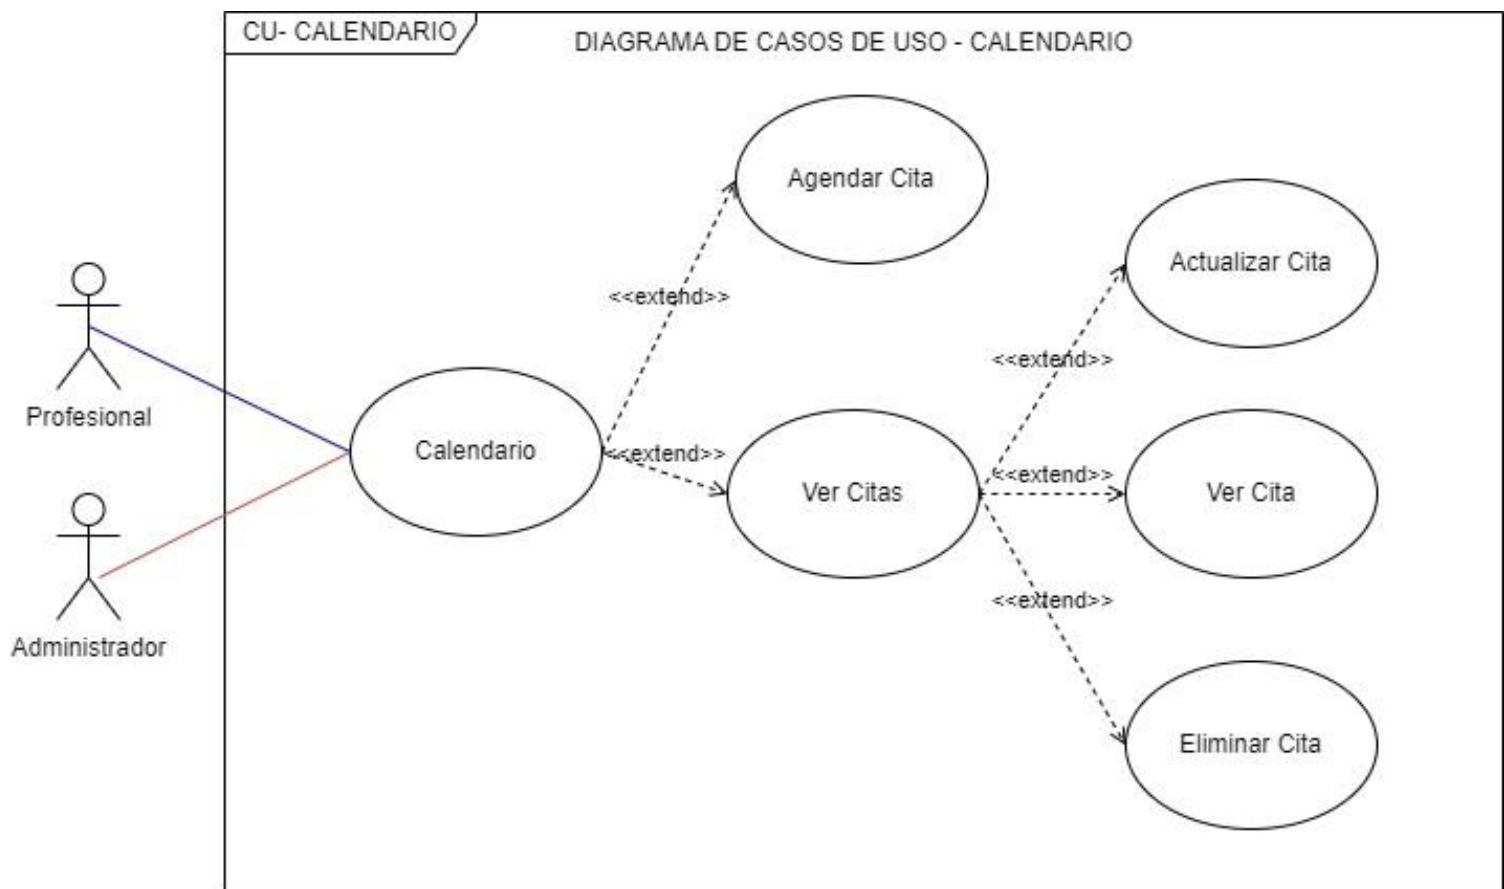 CU- CALENDARIO
DIAGRAMA DE CASOS DE USO - CALENDARIO
Agendar Cita
Actualizar Cita
<<extend>>
<<extend>>
Profesional
Calendario
<<extend>>
Ver Citas
<<extend>>
Ver Cita
<<extend>>
Administrador
Eliminar Cita